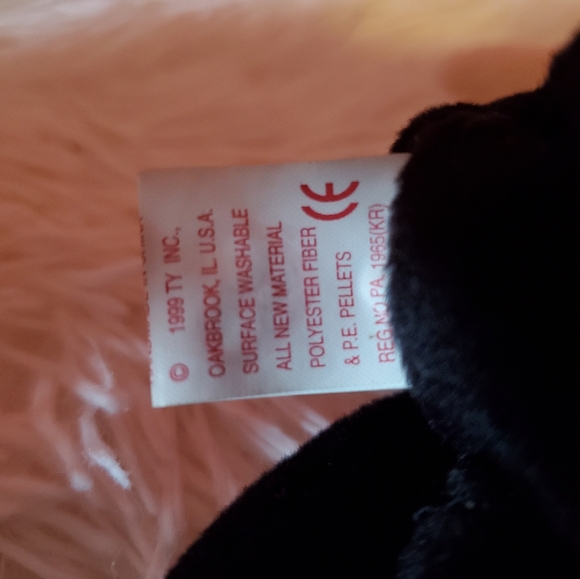 © 1999 TY INC.,
OAKBROOK, IL. U.S.A.
SURFACE WASHABLE
ALL NEW MATERIAL
POLYESTER FIBER CE
& P.E. PELLETS
REG.NO.PA. 1965(KR)